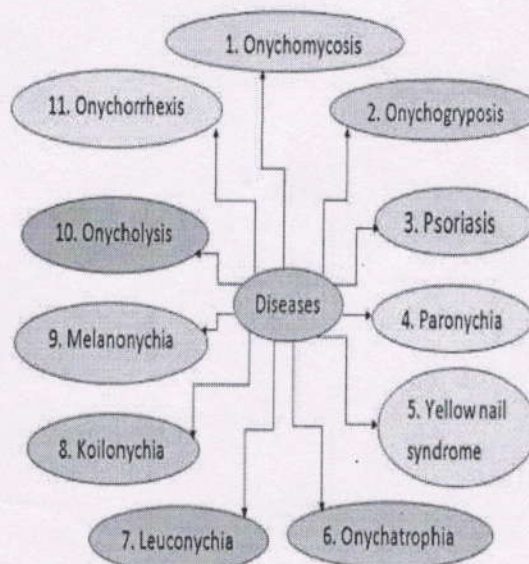 1. Onychomycosis
2. Onychogryposis
3. Psoriasis
4. Paronychia
5. Yellow nail
syndrome
6. Onychatrophia
7. Leuconychia
8. Koilonychia
9. Melanonychia
10. Onycholysis
11. Onychorrhexis
Diseases